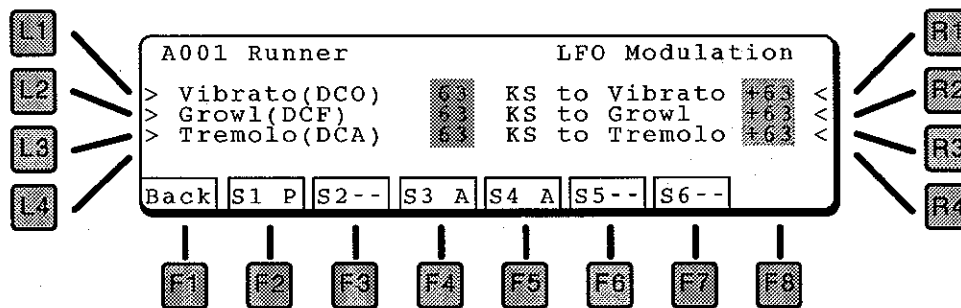 L1
L2
L3
L4
A001 Runner LFO Modulation
> Vibrato(DCO) 63 KS to Vibrato +63 <
> Growl(DCF) 63 KS to Growl +63 <
> Tremolo(DCA) 63 KS to Tremolo +63 <
Back S1 P S2-- S3 A S4 A S5-- S6--
R1
R2
R3
R4
F1 F2 F3 F4 F5 F6 F7 F8